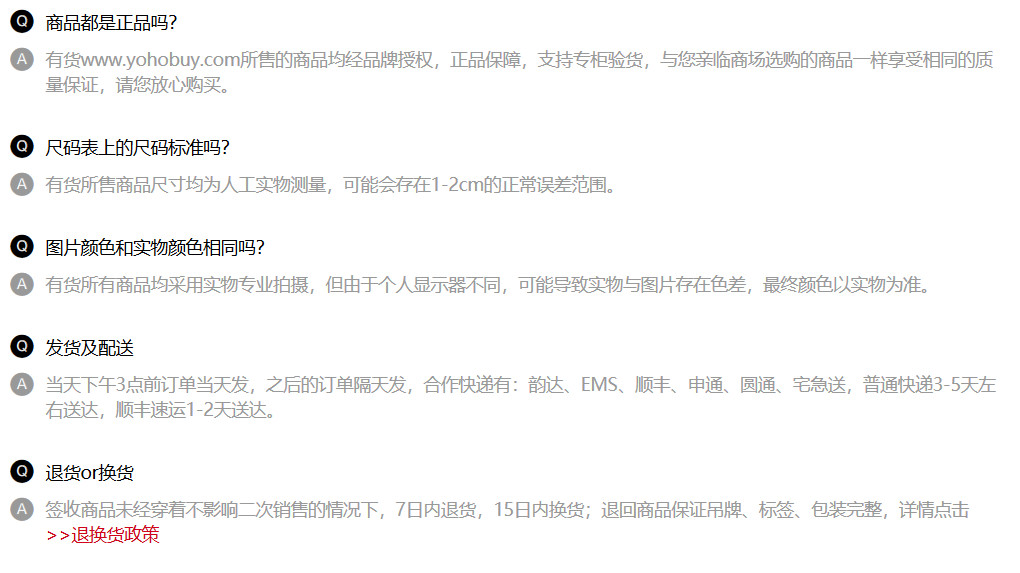 Q 商品都是正品吗？
A 有货www.yohobuy.com所售的商品均经品牌授权，正品保障，支持专柜验货，与您亲临商场选购的商品一样享受相同的质
量保证，请您放心购买。
Q 尺码表上的尺码标准吗？
A 有货所售商品尺寸均为人工实物测量，可能会存在1-2cm的正常误差范围。
Q 图片颜色和实物颜色相同吗？
A 有货所有商品均采用实物专业拍摄，但由于个人显示器不同，可能导致实物与图片存在色差，最终颜色以实物为准。
Q 发货及配送
A 当天下午3点前订单当天发，之后的订单隔天发，合作快递有：韵达、EMS、顺丰、申通、圆通、宅急送，普通快递3-5天左
右送达，顺丰速运1-2天送达。
Q 退货or换货
A 签收商品未经穿着不影响二次销售的情况下，7日内退货，15日内换货；退回商品保证吊牌、标签、包装完整，详情点击
>>退换货政策